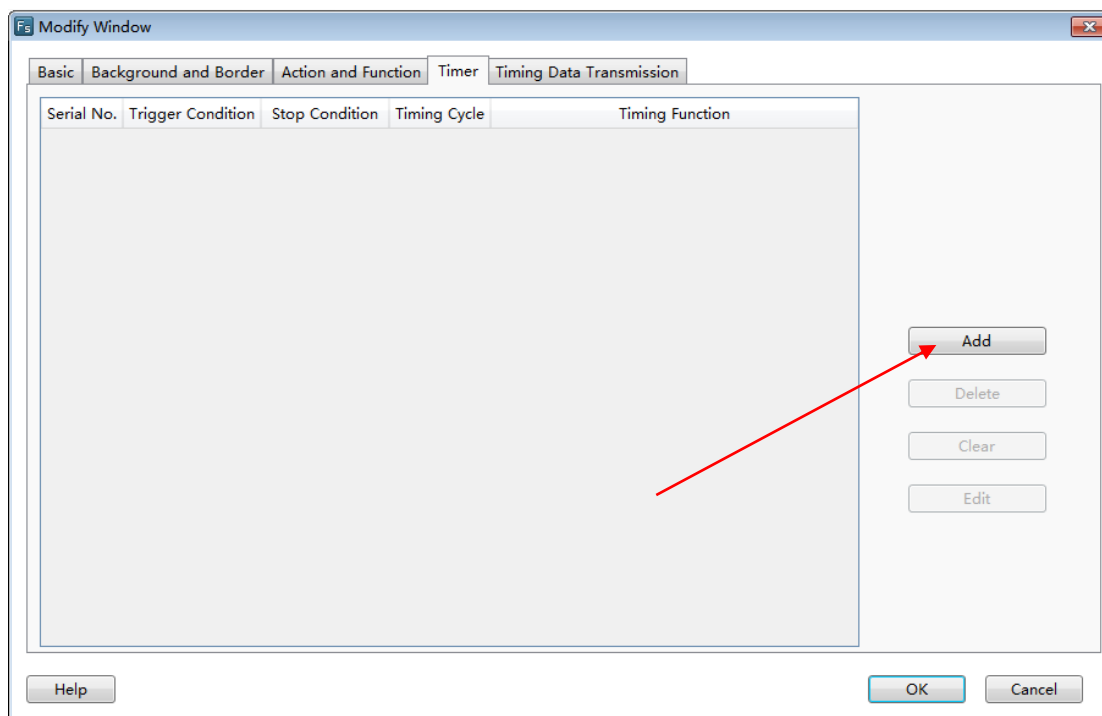 Fs Modify Window
Basic Background and Border Action and Function Timer Timing Data Transmission
Serial No. Trigger Condition Stop Condition Timing Cycle Timing Function
Add
Delete
Clear
Edit
Help OK Cancel